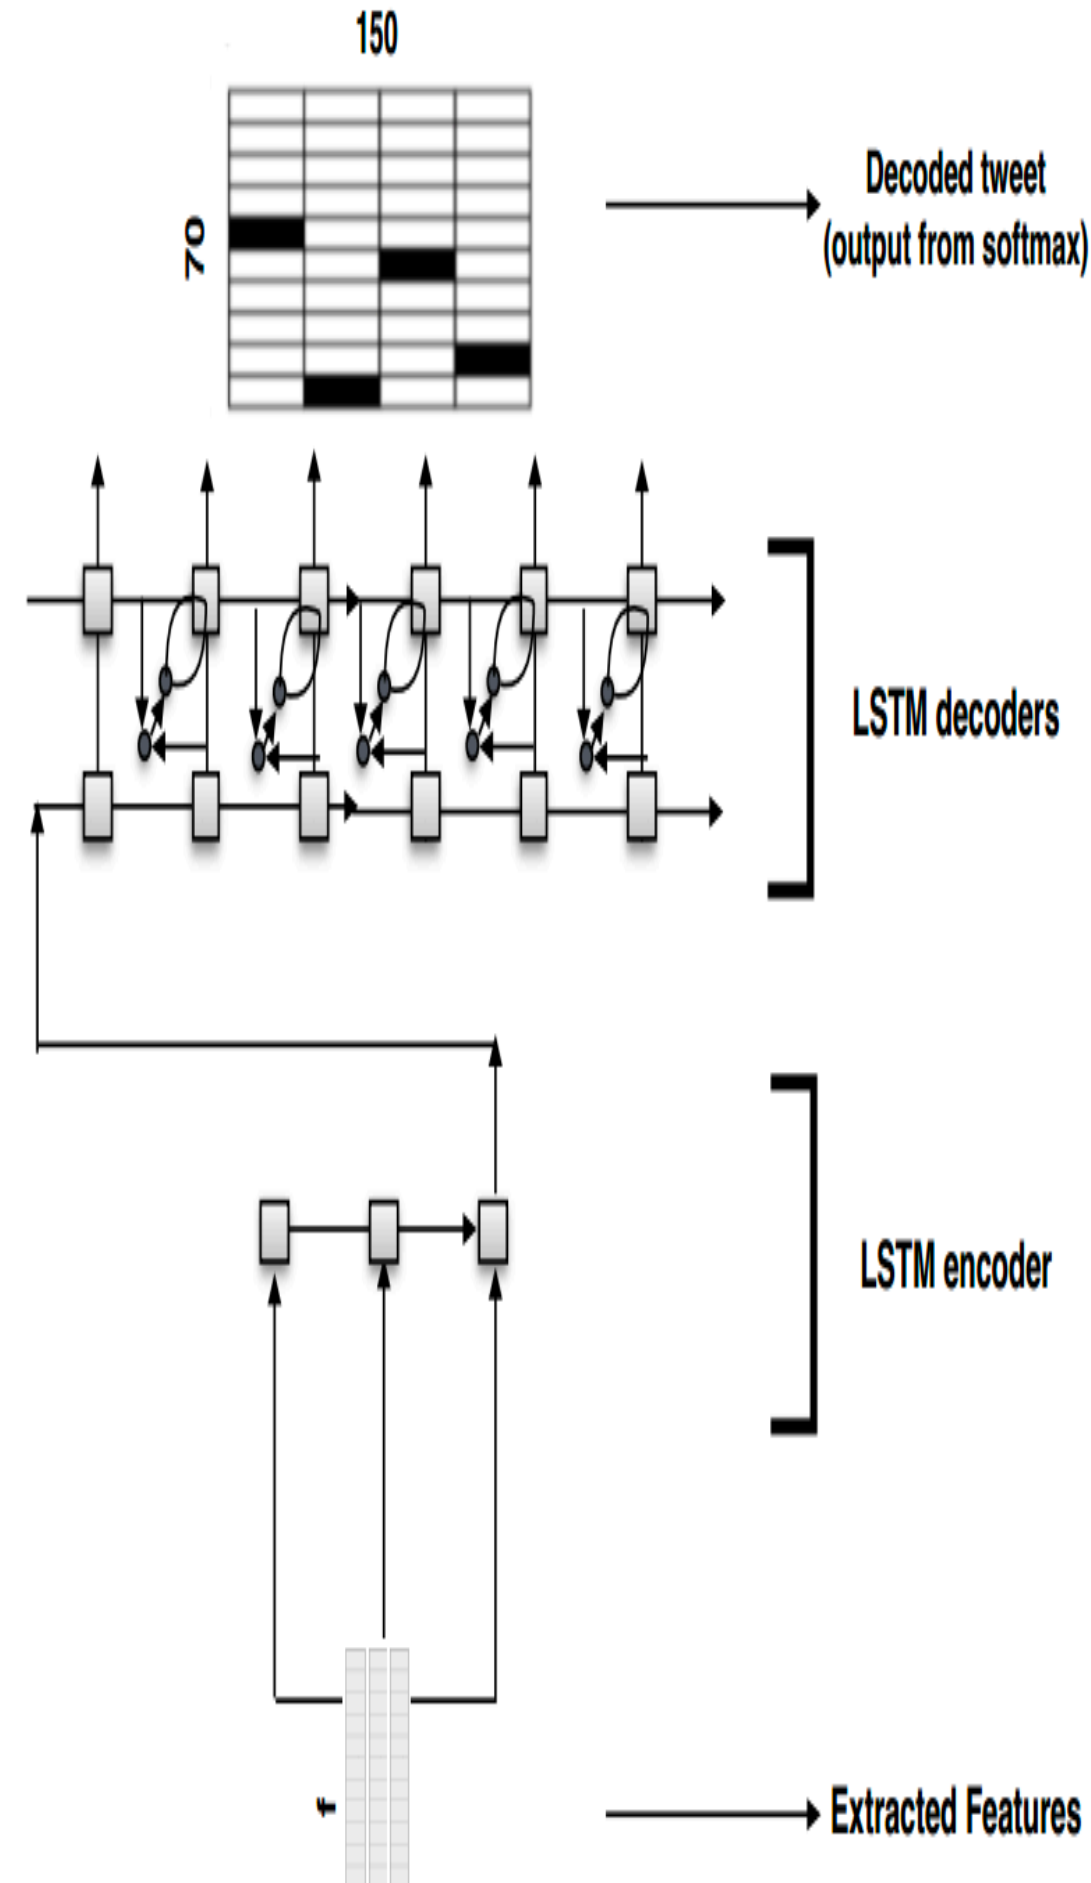 150
70
Decoded tweet
(output from softmax)
LSTM decoders
LSTM encoder
f
Extracted Features